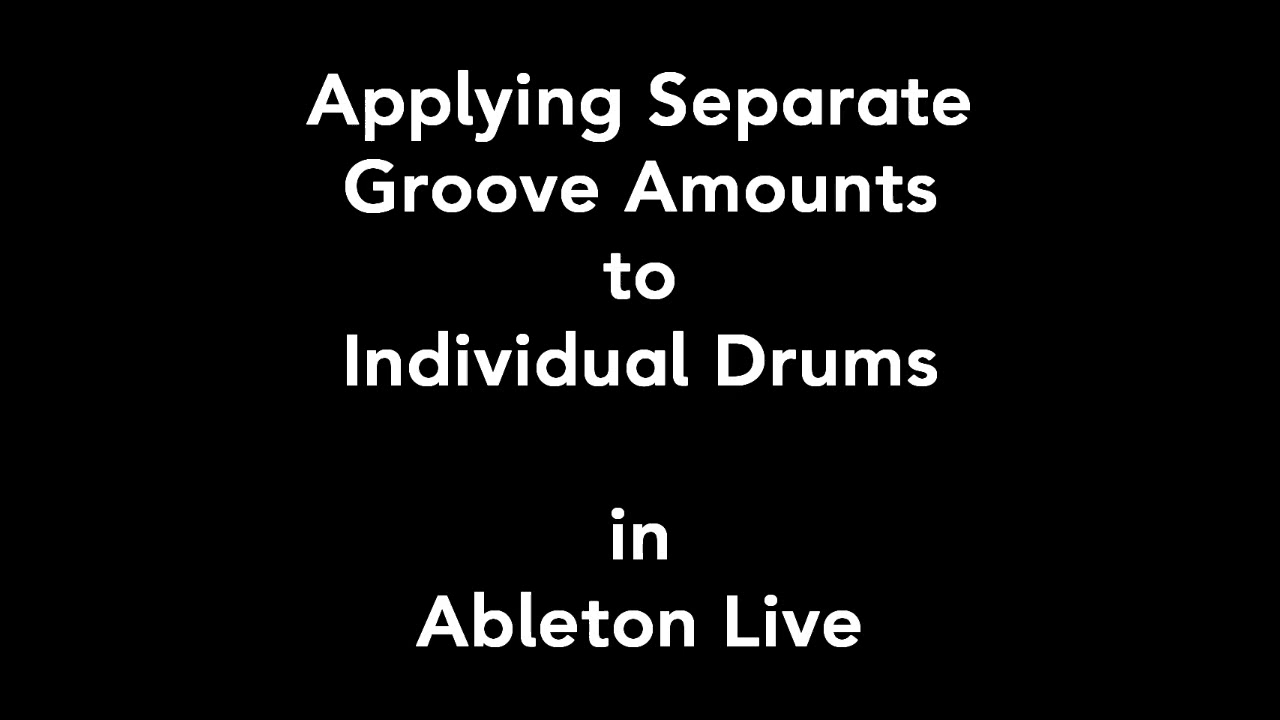 Applying Separate
Groove Amounts
to
Individual Drums
in
Ableton Live